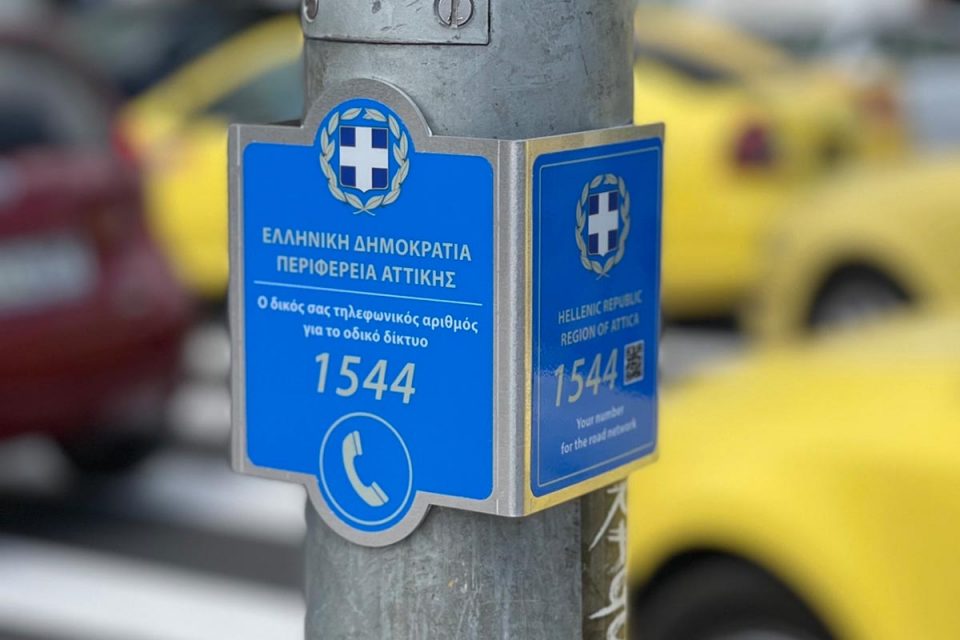 ΕΛΛΗΝΙΚΗ ΔΗΜΟΚΡΑΤΙΑ
ΠΕΡΙΦΕΡΕΙΑ ΑΤΤΙΚΗΣ
Ο δικός σας τηλεφωνικός αριθμός
για το οδικό δίκτυο
1544
HELLENIC REPUBLIC
REGION OF ATTICA
1544
Your number
for the road network